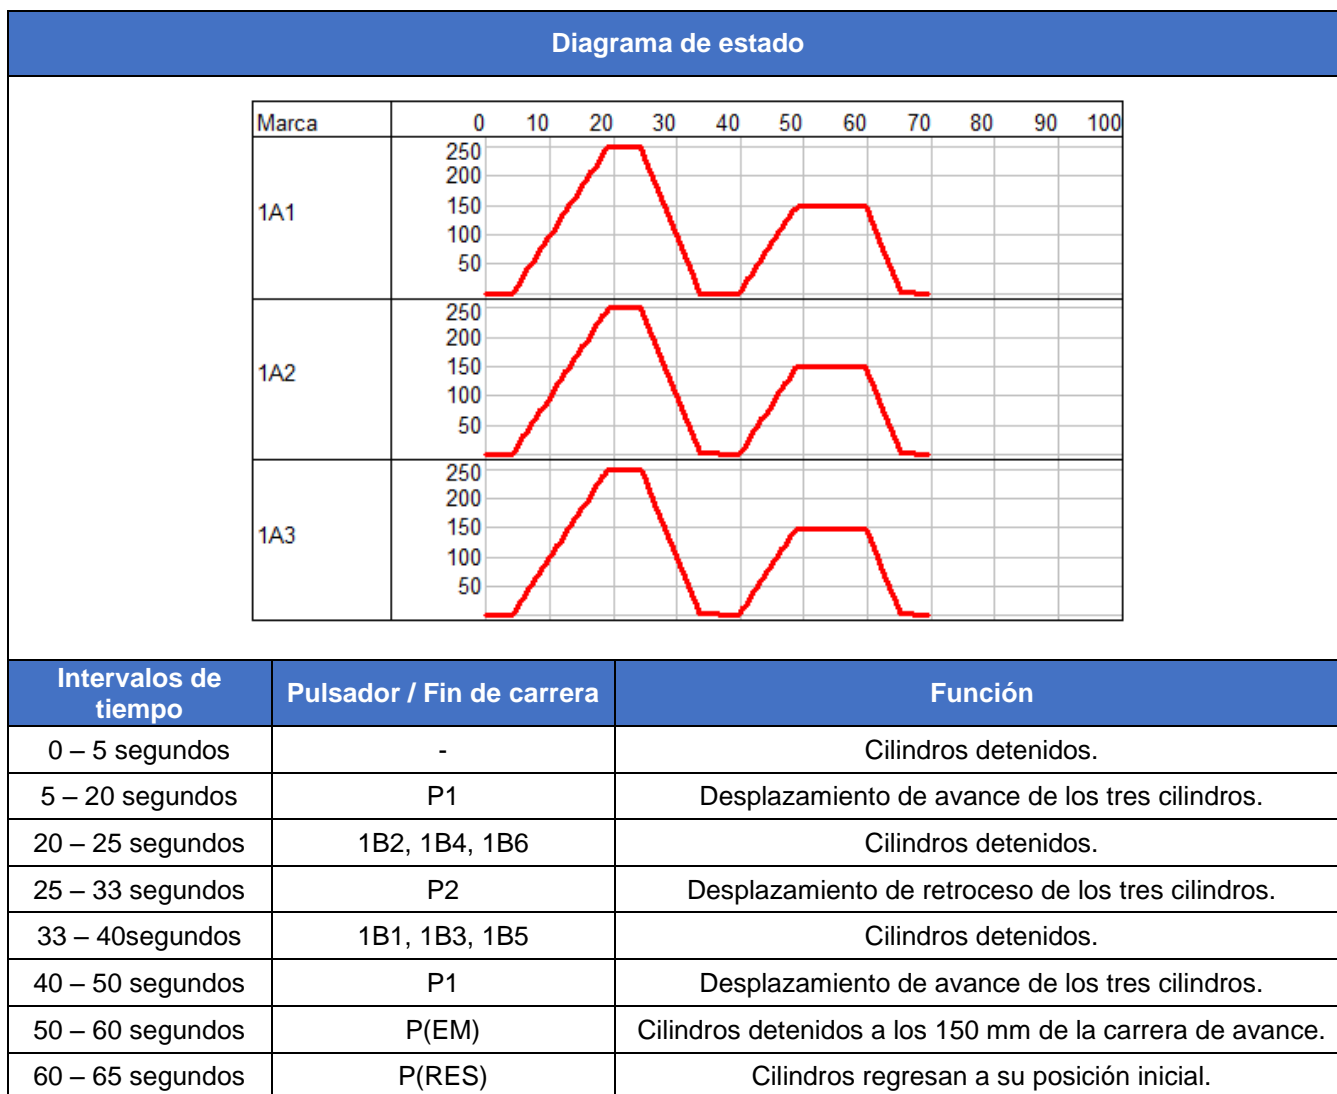 Diagrama de estado
Marca 0 10 20 30 40 50 60 70 80 90 100
1A1
250
200
150
100
50
1A2
250
200
150
100
50
1A3
250
200
150
100
50
Intervalos de tiempo Pulsador / Fin de carrera Función
0 – 5 segundos - Cilindros detenidos.
5 – 20 segundos P1 Desplazamiento de avance de los tres cilindros.
20 – 25 segundos 1B2, 1B4, 1B6 Cilindros detenidos.
25 – 33 segundos P2 Desplazamiento de retroceso de los tres cilindros.
33 – 40segundos 1B1, 1B3, 1B5 Cilindros detenidos.
40 – 50 segundos P1 Desplazamiento de avance de los tres cilindros.
50 – 60 segundos P(EM) Cilindros detenidos a los 150 mm de la carrera de avance.
60 – 65 segundos P(RES) Cilindros regresan a su posición inicial.